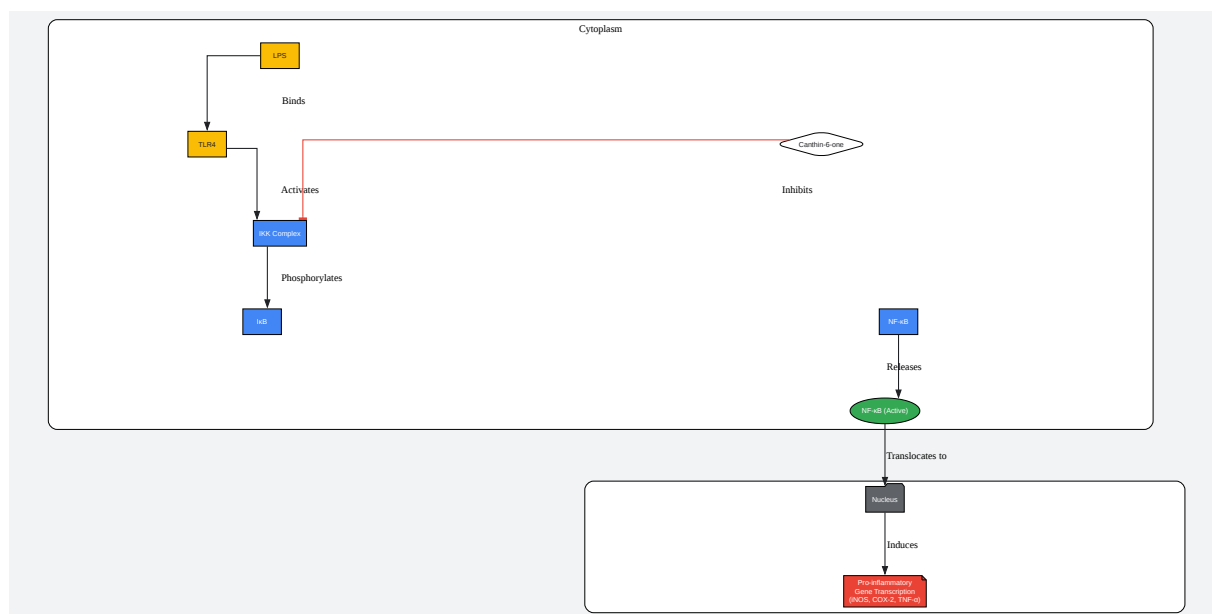 Cytoplasm
LPS
Binds
TLR4
Canthin-6-one
Activates
Inhibits
IKK Complex
Phosphorylates
IκB
NF-κB
Releases
NF-κB (Active)
Translocates to
Nucleus
Induces
Pro-inflammatory
Gene Transcription
(iNOS, COX-2, TNF-α)